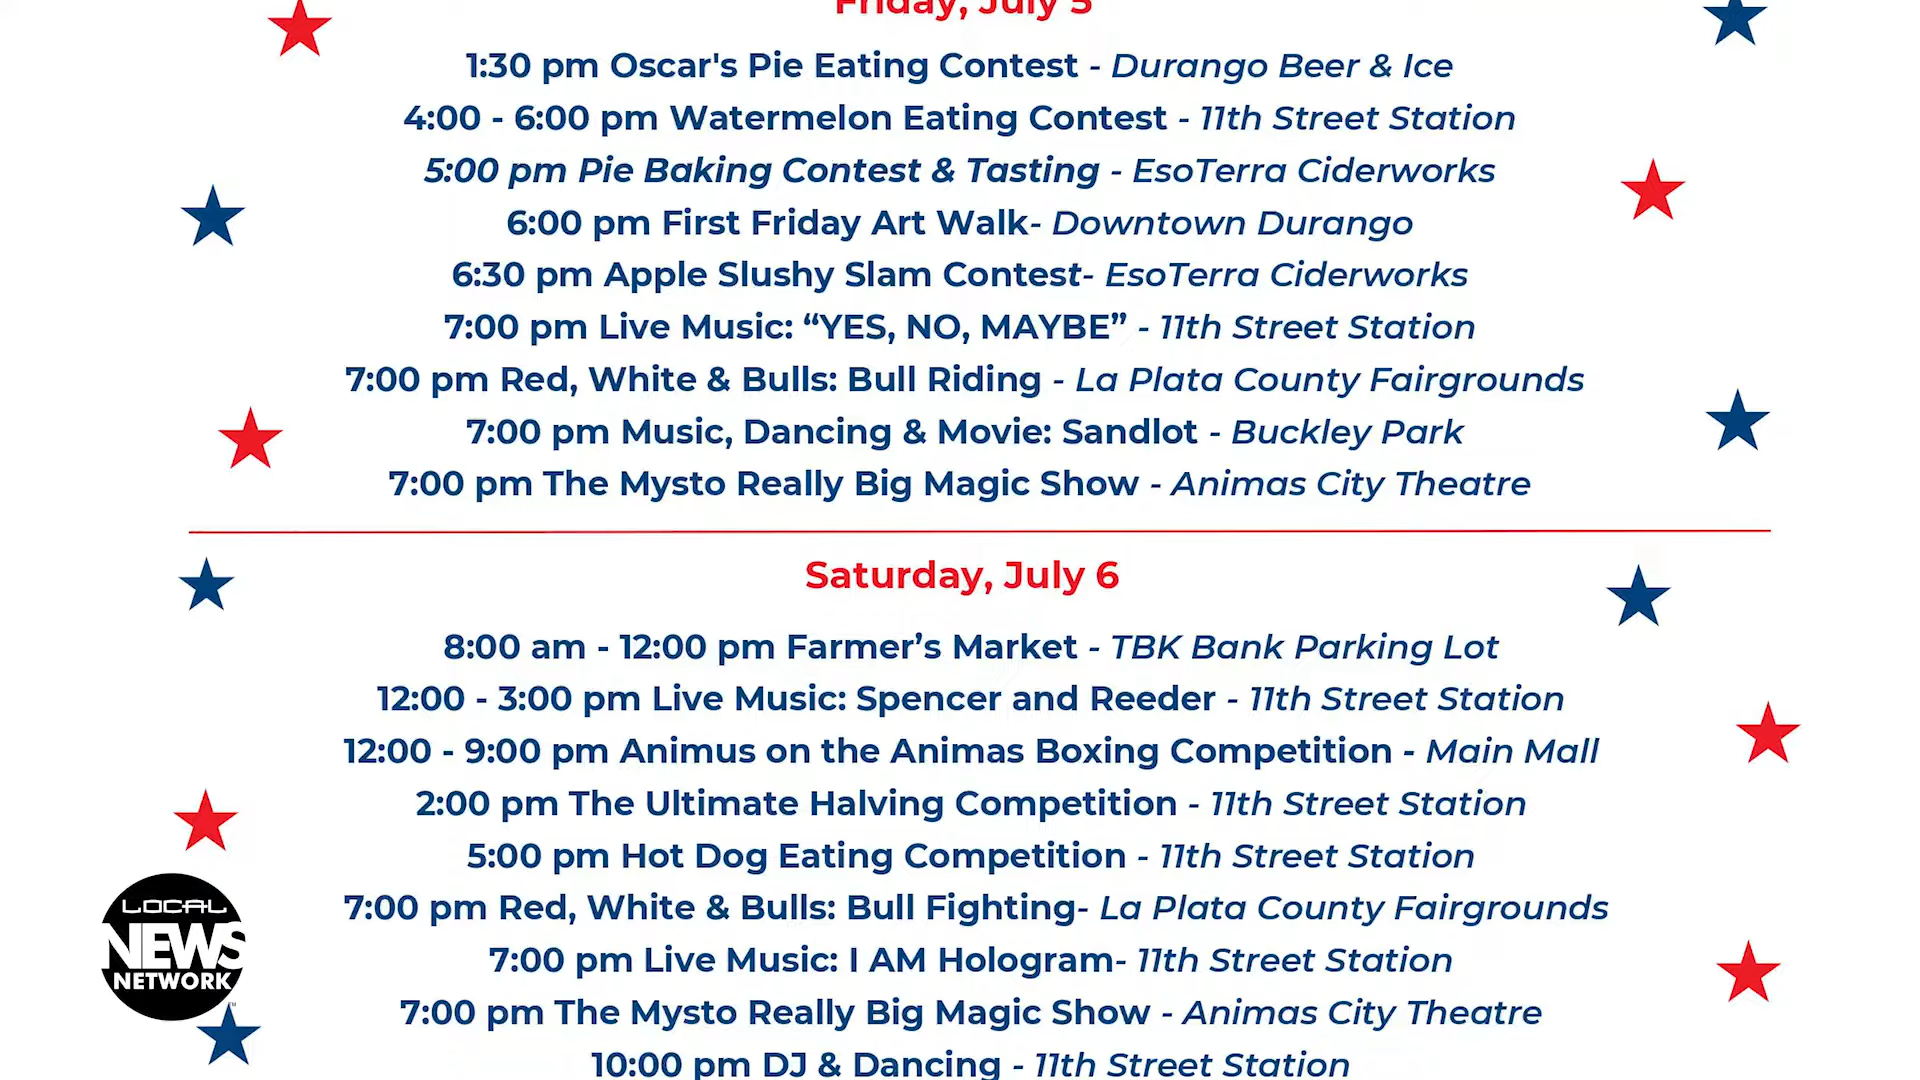 Friday, July 5
1:30 pm Oscar's Pie Eating Contest - Durango Beer & Ice
4:00 - 6:00 pm Watermelon Eating Contest - 11th Street Station
5:00 pm Pie Baking Contest & Tasting - EsoTerra Ciderworks
6:00 pm First Friday Art Walk- Downtown Durango
6:30 pm Apple Slushy Slam Contest- EsoTerra Ciderworks
7:00 pm Live Music: “YES, NO, MAYBE” - 11th Street Station
7:00 pm Red, White & Bulls: Bull Riding - La Plata County Fairgrounds
7:00 pm Music, Dancing & Movie: Sandlot - Buckley Park
7:00 pm The Mysto Really Big Magic Show - Animas City Theatre
Saturday, July 6
8:00 am - 12:00 pm Farmer’s Market - TBK Bank Parking Lot
12:00 - 3:00 pm Live Music: Spencer and Reeder - 11th Street Station
12:00 - 9:00 pm Animus on the Animas Boxing Competition - Main Mall
2:00 pm The Ultimate Halving Competition - 11th Street Station
5:00 pm Hot Dog Eating Competition - 11th Street Station
7:00 pm Red, White & Bulls: Bull Fighting- La Plata County Fairgrounds
7:00 pm Live Music: I AM Hologram- 11th Street Station
7:00 pm The Mysto Really Big Magic Show - Animas City Theatre
10:00 pm DJ & Dancing - 11th Street Station
LOCAL
NEWS
NETWORK